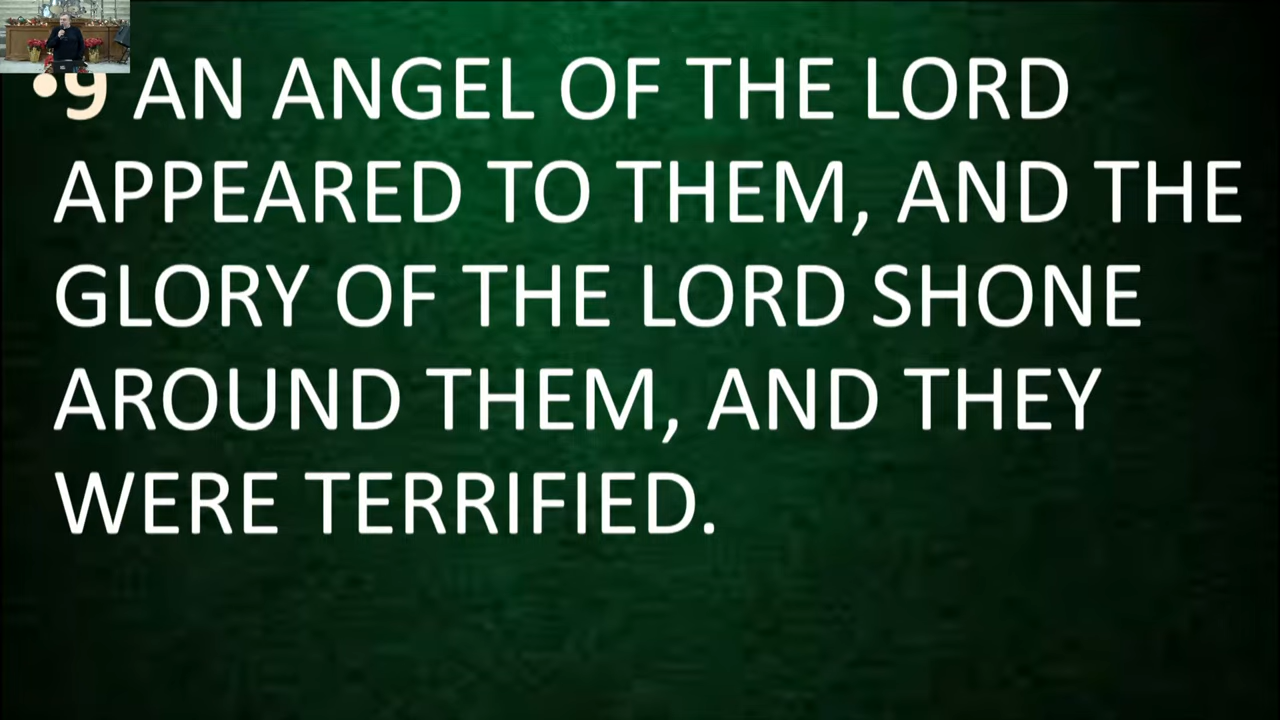 •9 AN ANGEL OF THE LORD
APPEARED TO THEM, AND THE
GLORY OF THE LORD SHONE
AROUND THEM, AND THEY
WERE TERRIFIED.